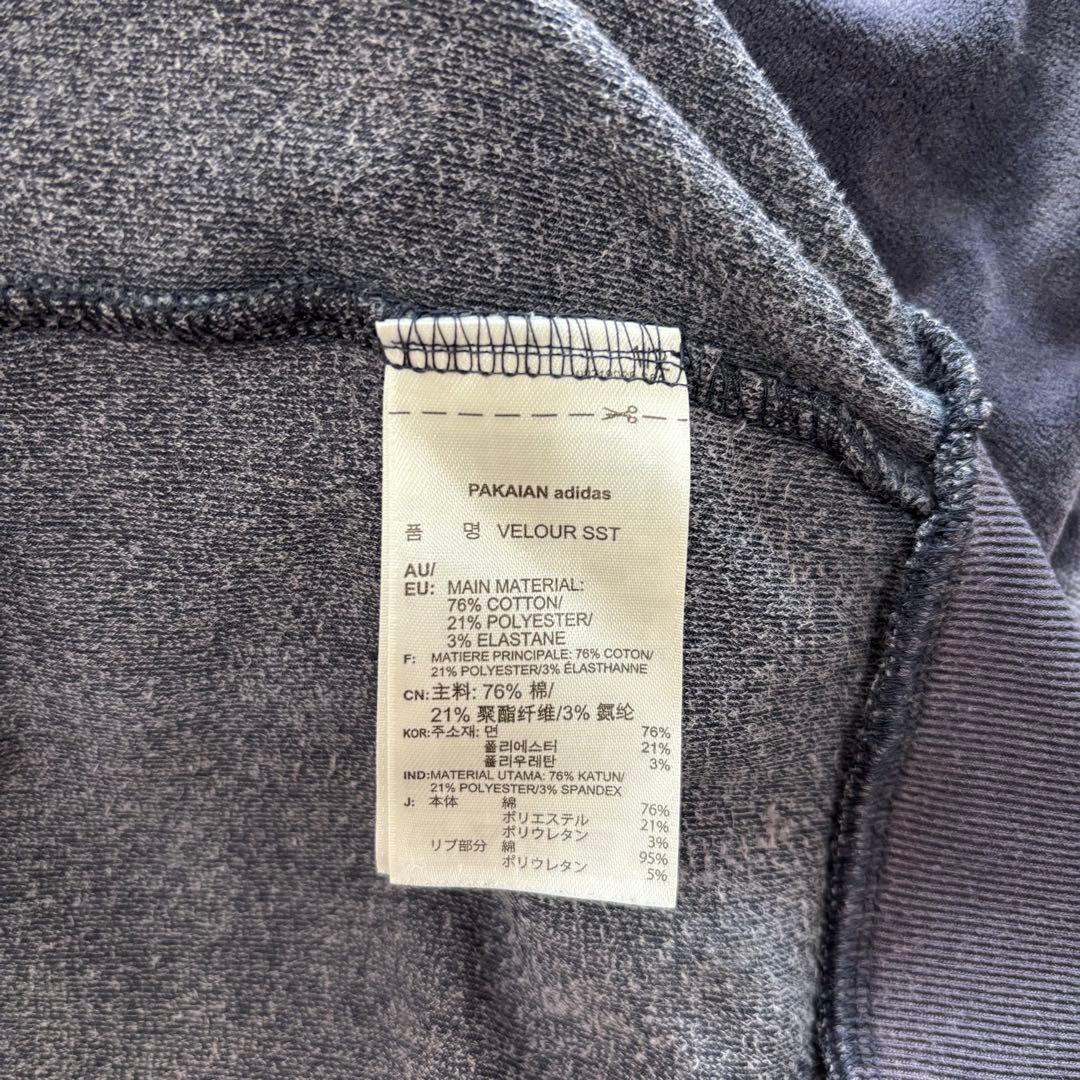 PAKAIAN adidas
품 명 VELOUR SST
AU/
EU: MAIN MATERIAL:
76% COTTON/
21% POLYESTER/
3% ELASTANE
F: MATIERE PRINCIPALE: 76% COTON/
21% POLYESTER/3% ÉLASTHANNE
CN:主料: 76% 棉/
21% 聚酯纤维/3% 氨纶
KOR:주소재: 면 76%
폴리에스터 21%
폴리우레탄 3%
IND:MATERIAL UTAMA: 76% KATUN/
21% POLYESTER/3% SPANDEX
J: 本体 綿 76%
ポリエステル 21%
ポリウレタン 3%
リブ部分 綿 95%
ポリウレタン 5%